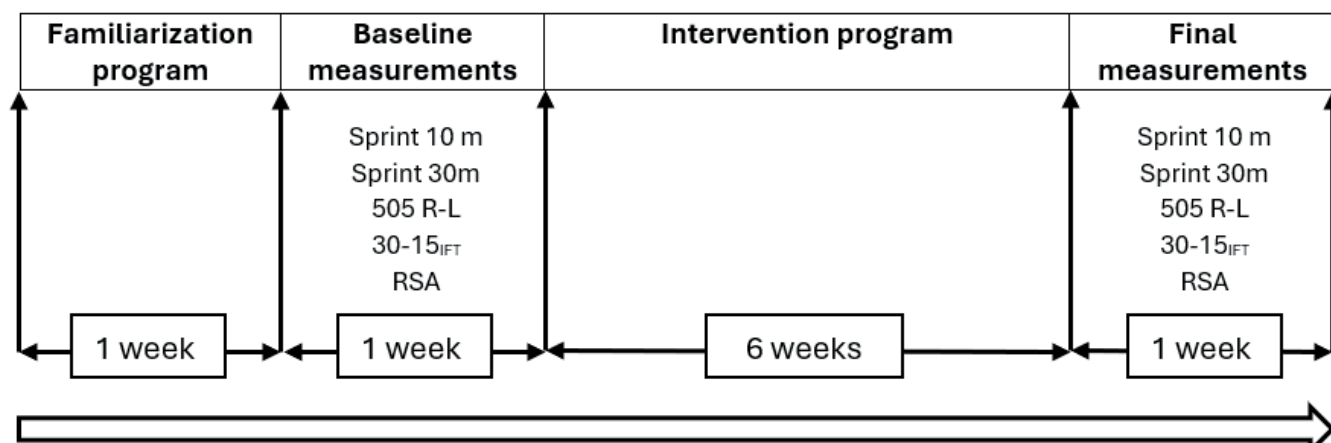 Familiarization program
Baseline measurements
Intervention program
Final measurements
Sprint 10 m
Sprint 30m
505 R-L
30-15IFT
RSA
Sprint 10 m
Sprint 30m
505 R-L
30-15IFT
RSA
1 week
1 week
6 weeks
1 week